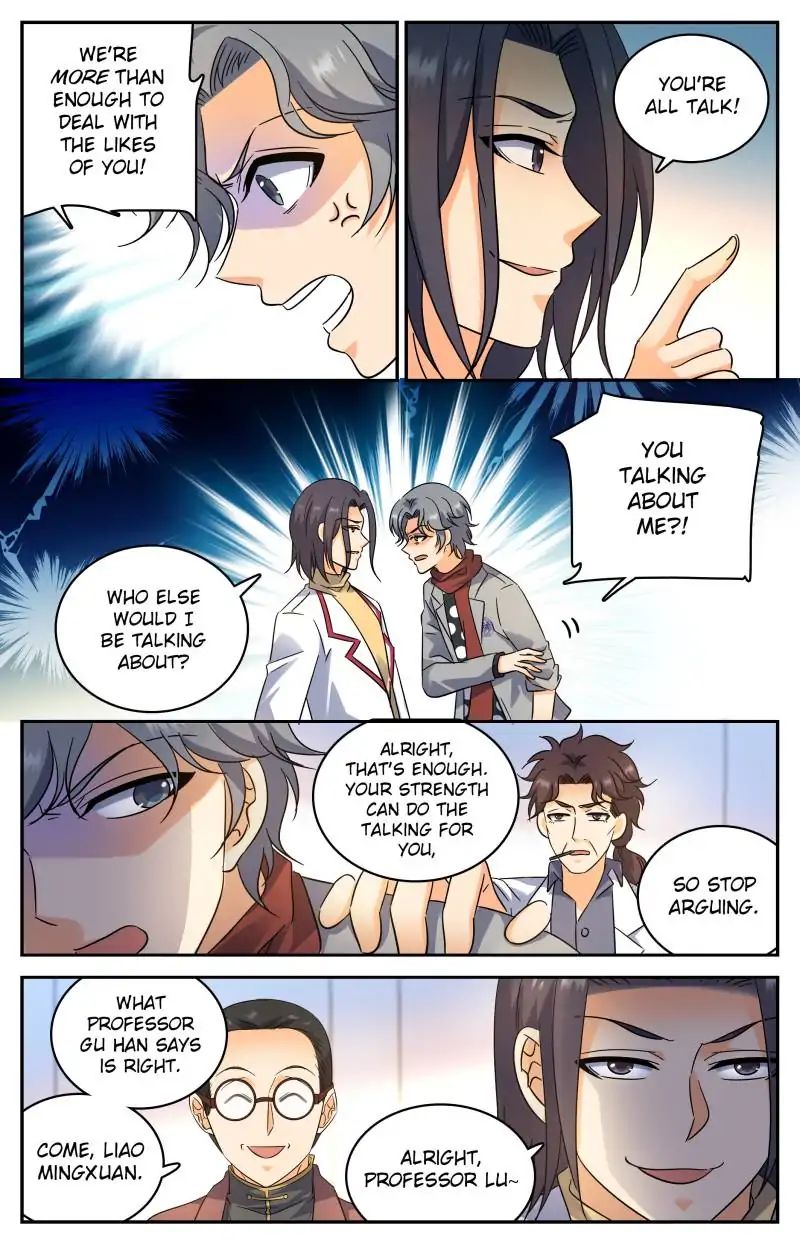 WE'RE
MORE THAN
ENOUGH TO
DEAL WITH
THE LIKES
OF YOU!
YOU'RE
ALL TALK!
YOU
TALKING
ABOUT
ME?!
WHO ELSE
WOULD I
BE TALKING
ABOUT?
ALRIGHT,
THAT'S ENOUGH.
YOUR STRENGTH
CAN DO THE
TALKING FOR
YOU,
SO STOP
ARGUING.
WHAT
PROFESSOR
GU HAN SAYS
IS RIGHT.
COME, LIAO
MINGXUAN.
ALRIGHT,
PROFESSOR LU~